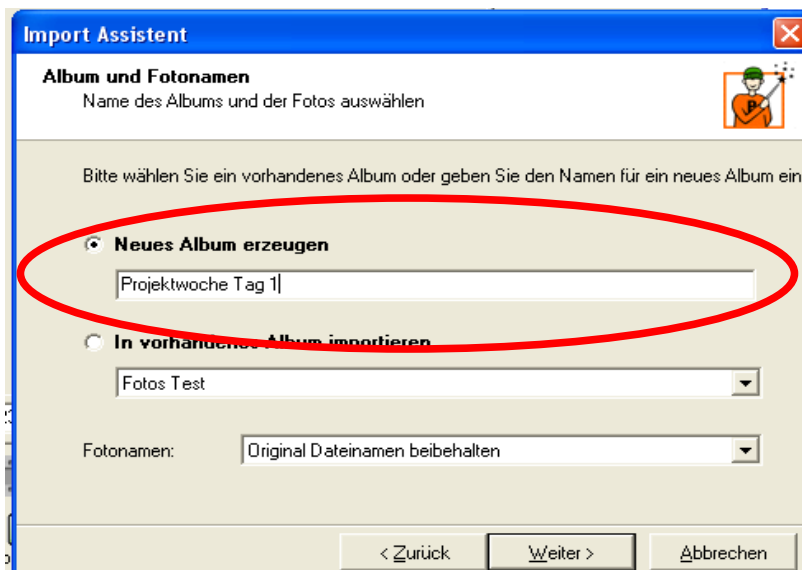 Import Assistent
Album und Fotonamen
Name des Albums und der Fotos auswählen
Bitte wählen Sie ein vorhandenes Album oder geben Sie den Namen für ein neues Album ein
Neues Album erzeugen
Projektwoche Tag 1
In vorhandenes Album importieren
Fotos Test
Fotonamen:
Original Dateinamen beibehalten
< Zurück
Weiter >
Abbrechen